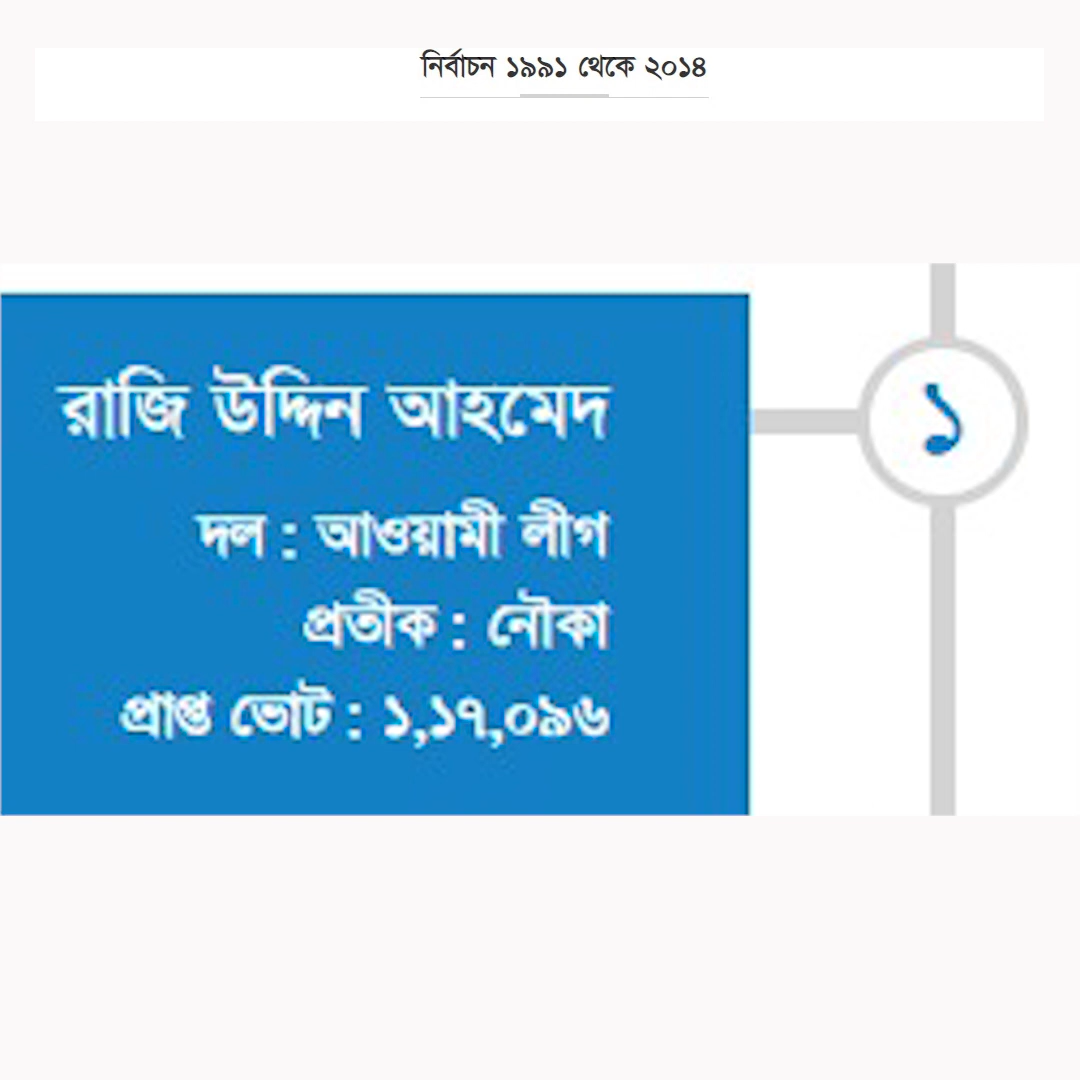 নির্বাচন ১৯৯১ থেকে ২০১৪
রাজি উদ্দিন আহমেদ
১
দল : আওয়ামী লীগ
প্রতীক : নৌকা
প্রাপ্ত ভোট : ১,১৭,০৯৬